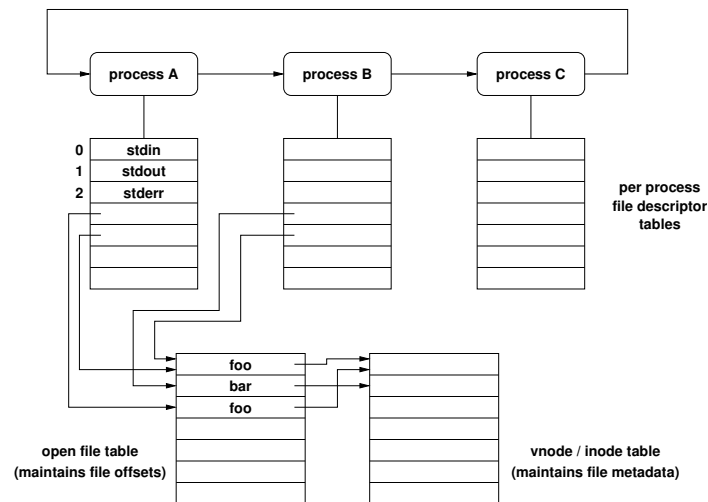 process A
process B
process C
0
stdin
1
stdout
2
stderr
per process
file descriptor
tables
foo
bar
foo
open file table
(maintains file offsets)
vnode / inode table
(maintains file metadata)